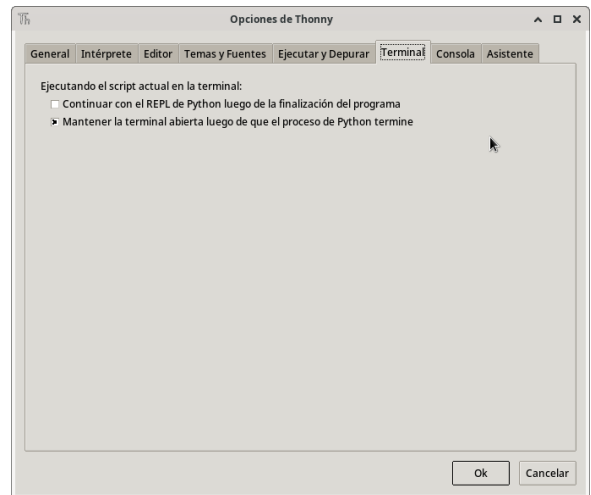 Th
Opciones de Thonny
General Intérprete Editor Temas y Fuentes Ejecutar y Depurar Terminal Consola Asistente
Ejecutando el script actual en la terminal:
Continuar con el REPL de Python luego de la finalización del programa
Mantener la terminal abierta luego de que el proceso de Python termine
Ok Cancelar